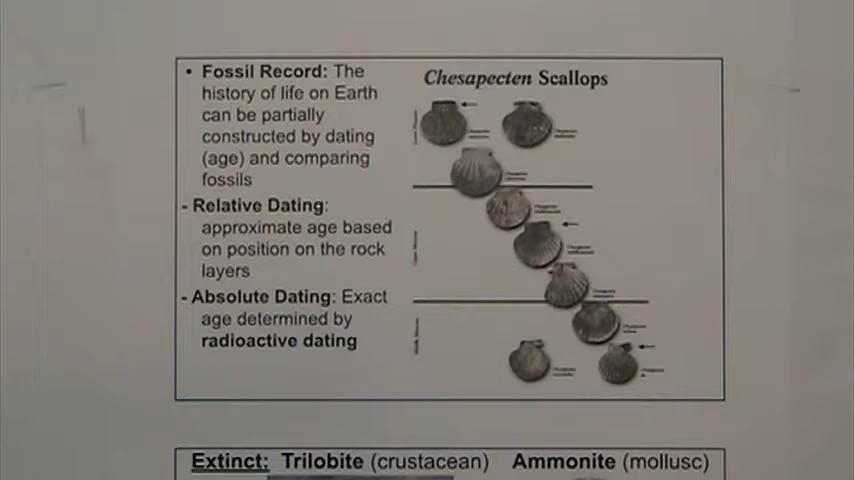 • Fossil Record: The
history of life on Earth
can be partially
constructed by dating
(age) and comparing
fossils
- Relative Dating:
approximate age based
on position on the rock
layers
- Absolute Dating: Exact
age determined by
radioactive dating
Chesapecten Scallops
Extinct: Trilobite (crustacean) Ammonite (mollusc)